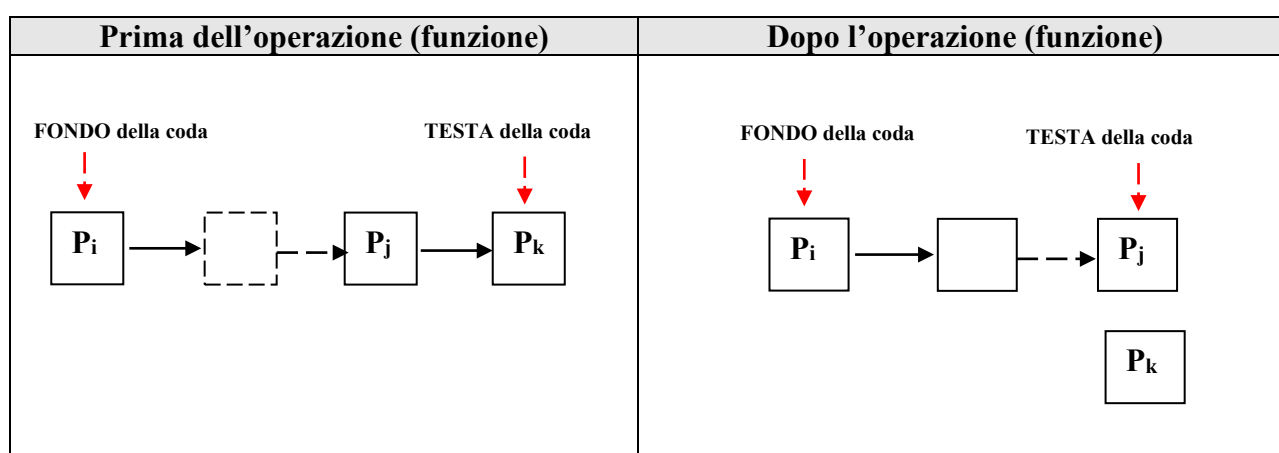 Prima dell’operazione (funzione)
Dopo l’operazione (funzione)
FONDO della coda
TESTA della coda
Pi
Pj
Pk
FONDO della coda
TESTA della coda
Pi
Pj
Pk